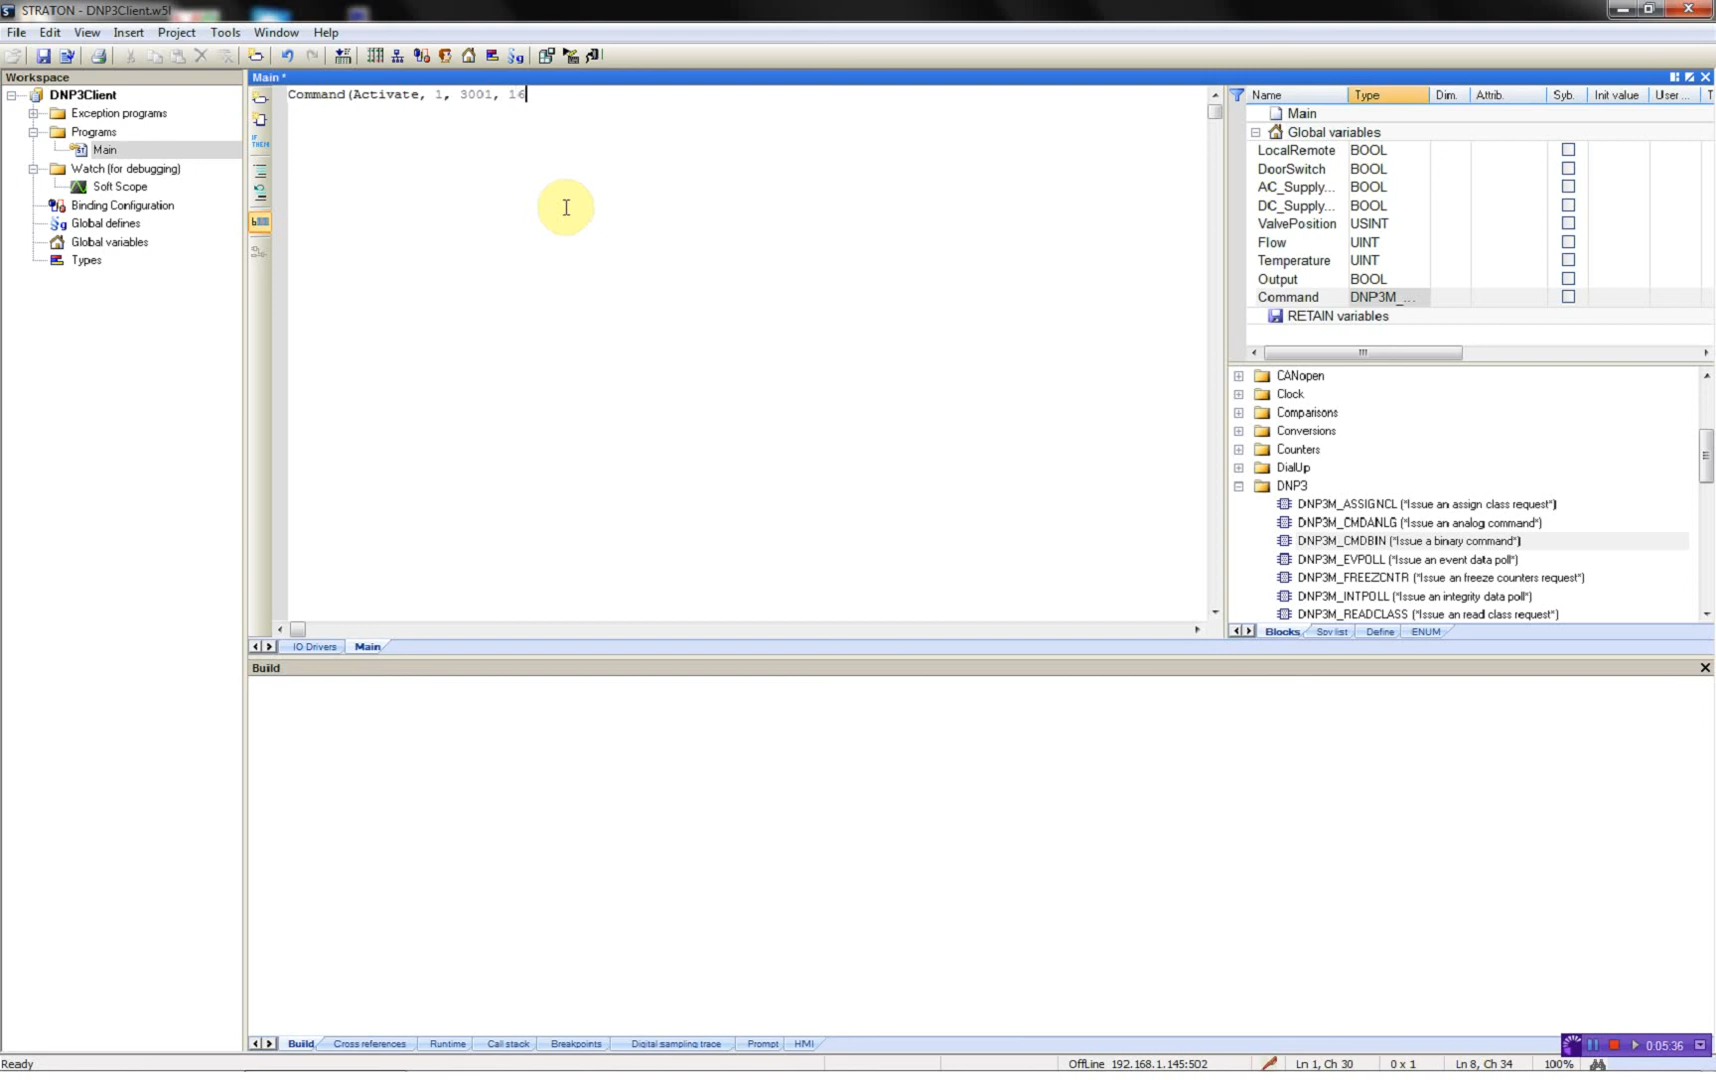 STRATON - DNP3Client.w5l
File Edit View Insert Project Tools Window Help
Workspace
DNP3Client
Exception programs
Programs
Main
Watch (for debugging)
Soft Scope
Binding Configuration
Global defines
Global variables
Types
Main *
Command(Activate, 1, 3001, 16
IF
THEN
IO Drivers Main
Name Type Dim. Attrib. Syb. Init value User ... T
Main
Global variables
LocalRemote BOOL
DoorSwitch BOOL
AC_Supply... BOOL
DC_Supply... BOOL
ValvePosition USINT
Flow UINT
Temperature UINT
Output BOOL
Command DNP3M_...
RETAIN variables
CANopen
Clock
Comparisons
Conversions
Counters
DialUp
DNP3
DNP3M_ASSIGNCL ("Issue an assign class request")
DNP3M_CMDANLG ("Issue an analog command")
DNP3M_CMDBIN ("Issue a binary command")
DNP3M_EVPOLL ("Issue an event data poll")
DNP3M_FREEZCNTR ("Issue an freeze counters request")
DNP3M_INTPOLL ("Issue an integrity data poll")
DNP3M_READCLASS ("Issue an read class request")
Blocks Spy list Define ENUM
Build
Build Cross references Runtime Call stack Breakpoints Digital sampling trace Prompt HMI
0:05:36
Ready OffLine 192.168.1.145:502 Ln 1, Ch 30 0 x 1 Ln 8, Ch 34 100%